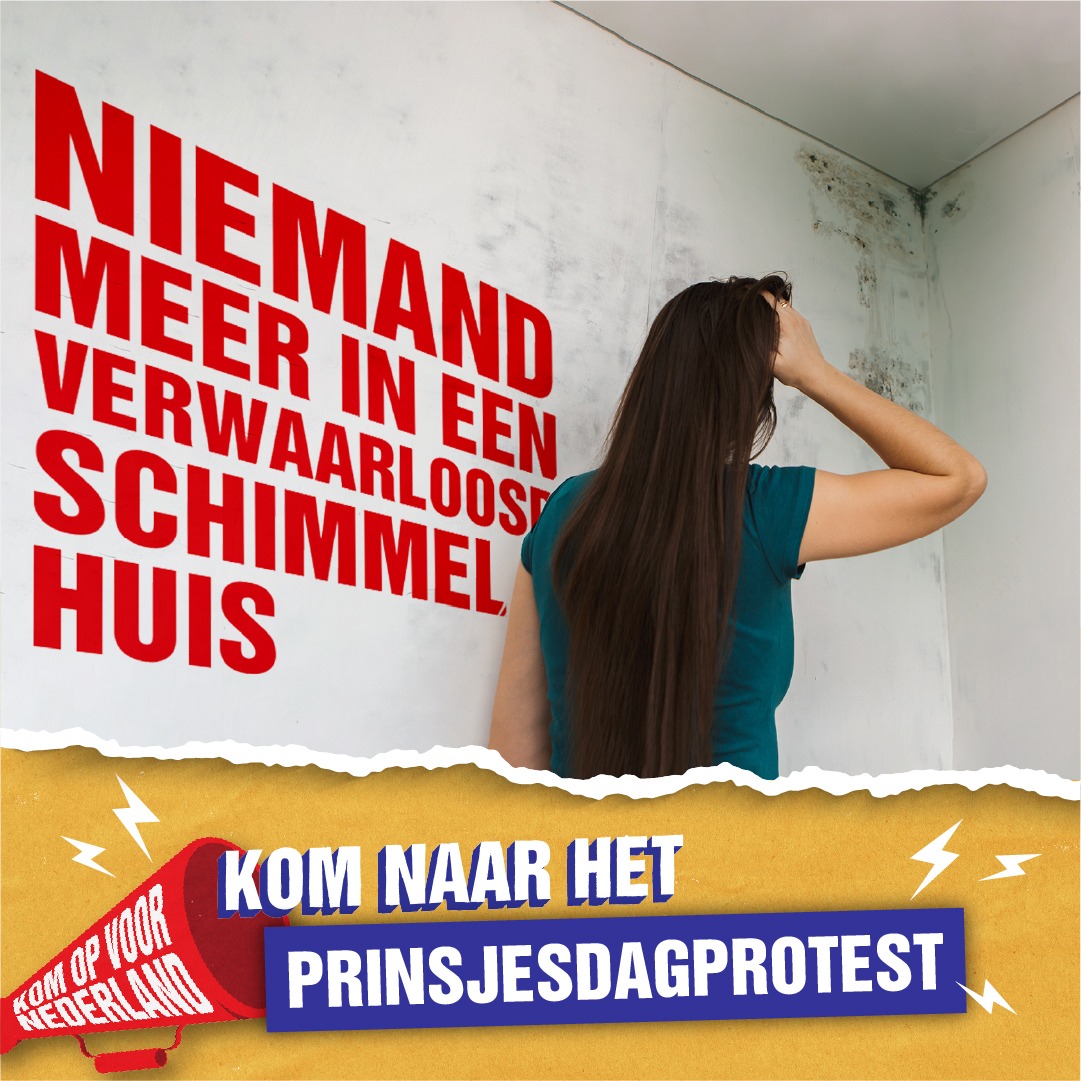 NIEMAND
MEER IN EEN
VERWAARLOOSD
SCHIMMEL
HUIS
KOM NAAR HET
PRINSJESDAGPROTEST
KOM OP VOOR
NEDERLAND